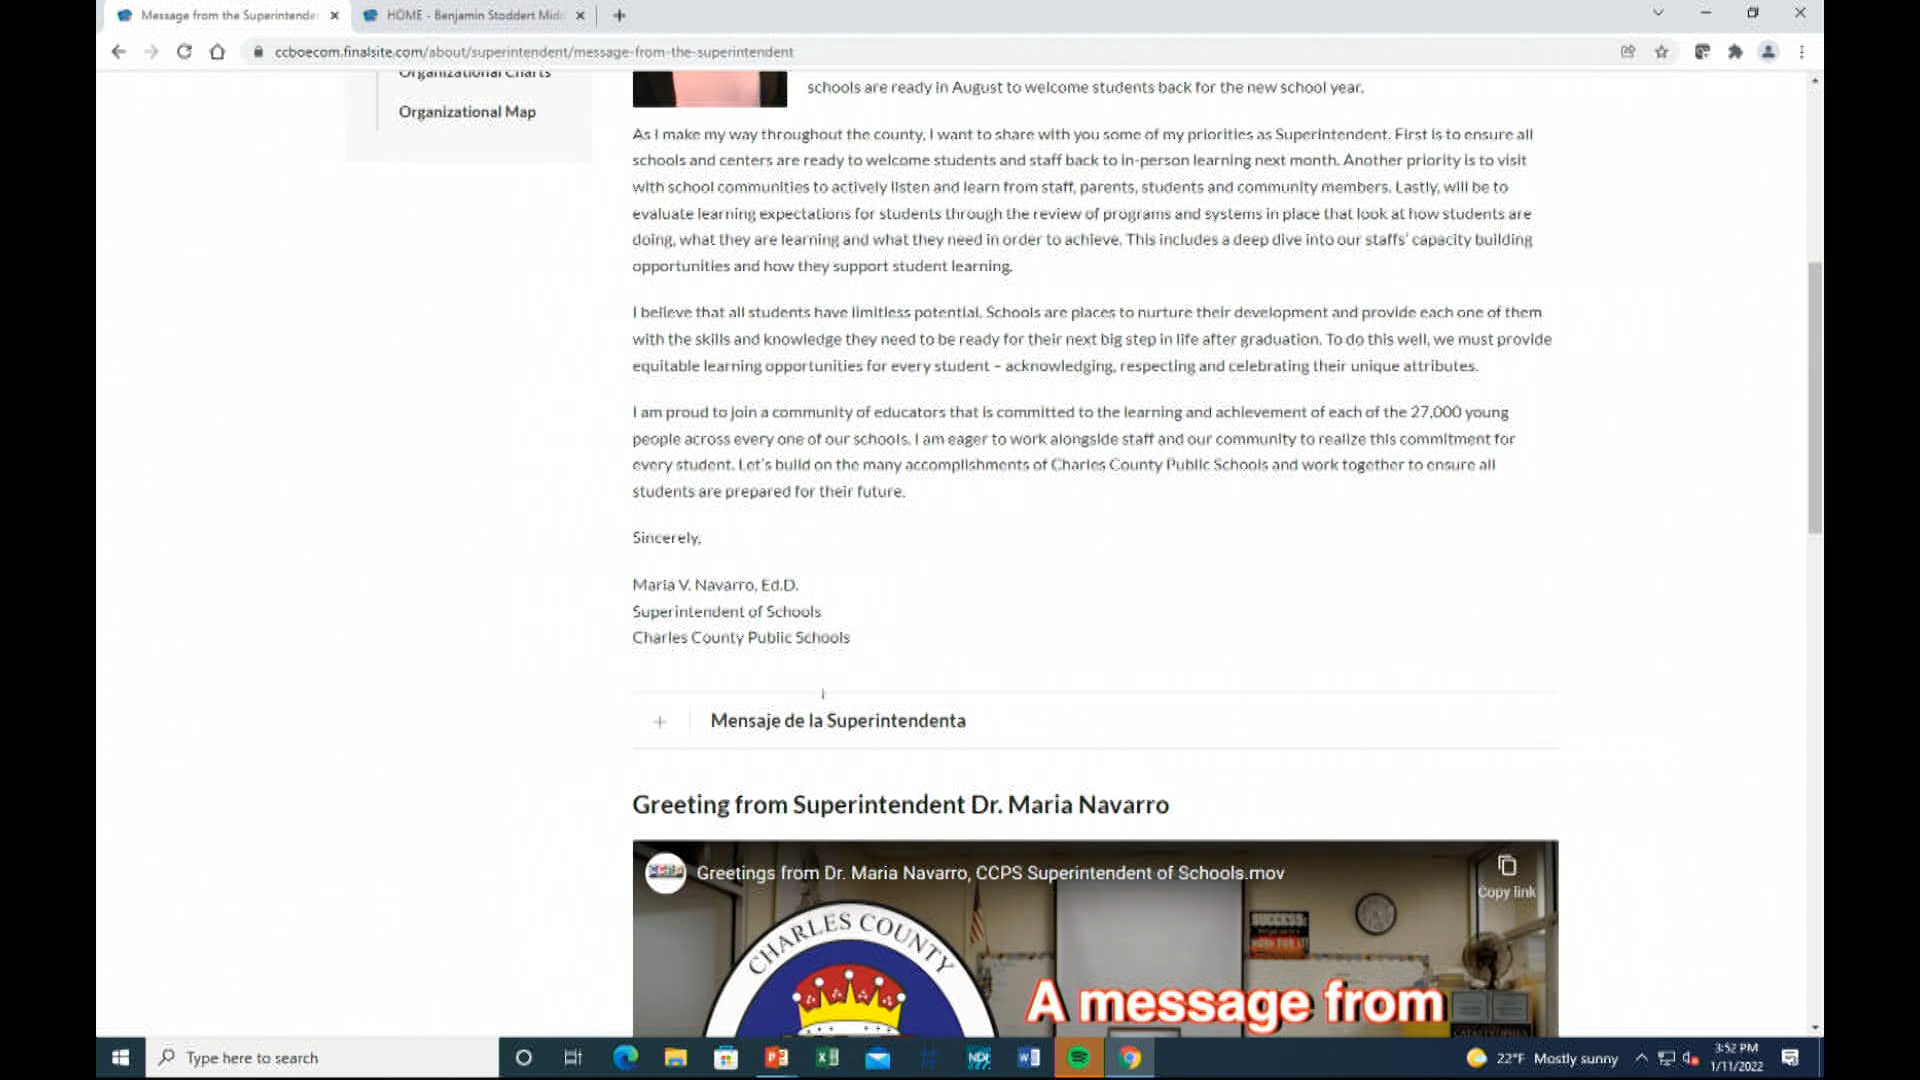 Message from the Superintende
HOME - Benjamin Stoddert Mid
ccboecom.finalsite.com/about/superintendent/message-from-the-superintendent
Organizational Charts
Organizational Map
schools are ready in August to welcome students back for the new school year.
As I make my way throughout the county, I want to share with you some of my priorities as Superintendent. First is to ensure all
schools and centers are ready to welcome students and staff back to in-person learning next month. Another priority is to visit
with school communities to actively listen and learn from staff, parents, students and community members. Lastly, will be to
evaluate learning expectations for students through the review of programs and systems in place that look at how students are
doing, what they are learning and what they need in order to achieve. This includes a deep dive into our staffs' capacity building
opportunities and how they support student learning.
I believe that all students have limitless potential. Schools are places to nurture their development and provide each one of them
with the skills and knowledge they need to be ready for their next big step in life after graduation. To do this well, we must provide
equitable learning opportunities for every student – acknowledging, respecting and celebrating their unique attributes.
I am proud to join a community of educators that is committed to the learning and achievement of each of the 27,000 young
people across every one of our schools. I am eager to work alongside staff and our community to realize this commitment for
every student. Let's build on the many accomplishments of Charles County Public Schools and work together to ensure all
students are prepared for their future.
Sincerely,
Maria V. Navarro, Ed.D.
Superintendent of Schools
Charles County Public Schools
Mensaje de la Superintendenta
Greeting from Superintendent Dr. Maria Navarro
Greetings from Dr. Maria Navarro, CCPS Superintendent of Schools.mov
Copy link
SUCCESS:
CHARLES COUNTY
A message from
Type here to search
22°F Mostly sunny
3:52 PM
1/11/2022